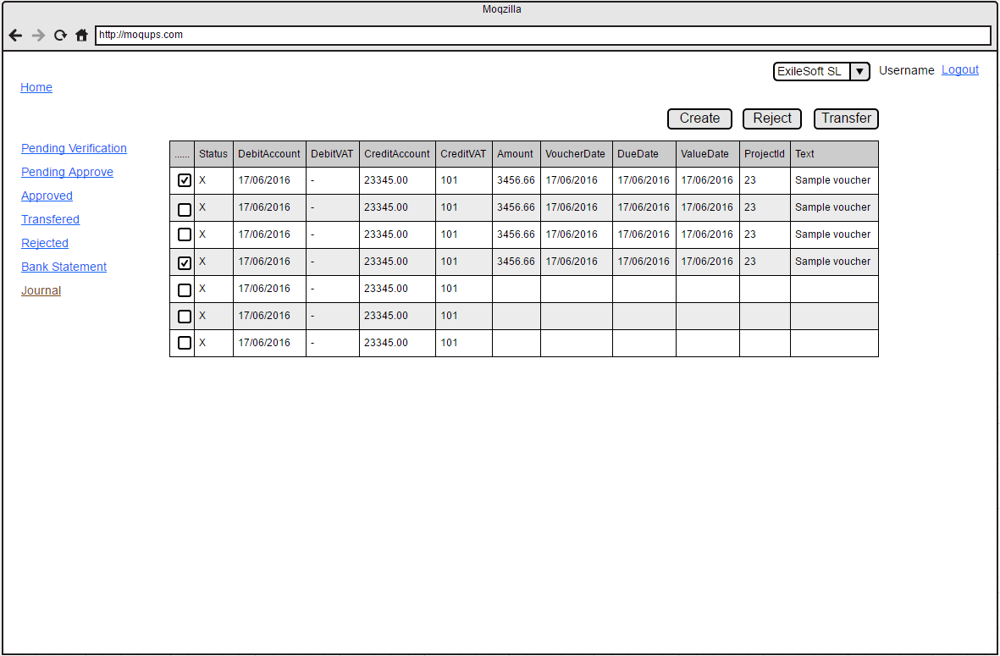 Moqzilla
http://moqups.com
ExileSoft SL Username Logout
Home
Create Reject Transfer
Pending Verification
Pending Approve
Approved
Transfered
Rejected
Bank Statement
Journal
...... Status DebitAccount DebitVAT CreditAccount CreditVAT Amount VoucherDate DueDate ValueDate ProjectId Text
X 17/06/2016 - 23345.00 101 3456.66 17/06/2016 17/06/2016 17/06/2016 23 Sample voucher
X 17/06/2016 - 23345.00 101 3456.66 17/06/2016 17/06/2016 17/06/2016 23 Sample voucher
X 17/06/2016 - 23345.00 101 3456.66 17/06/2016 17/06/2016 17/06/2016 23 Sample voucher
X 17/06/2016 - 23345.00 101 3456.66 17/06/2016 17/06/2016 17/06/2016 23 Sample voucher
X 17/06/2016 - 23345.00 101
X 17/06/2016 - 23345.00 101
X 17/06/2016 - 23345.00 101